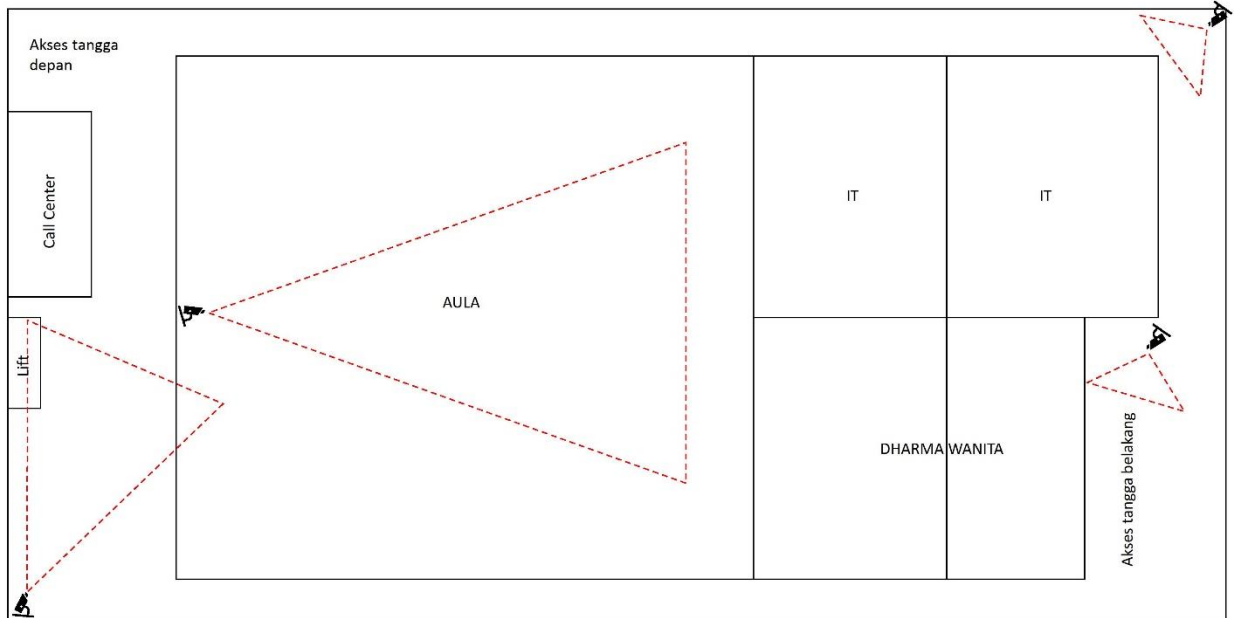 Akses tangga
depan
Call Center
Lift
AULA
IT
IT
DHARMA WANITA
Akses tangga belakang